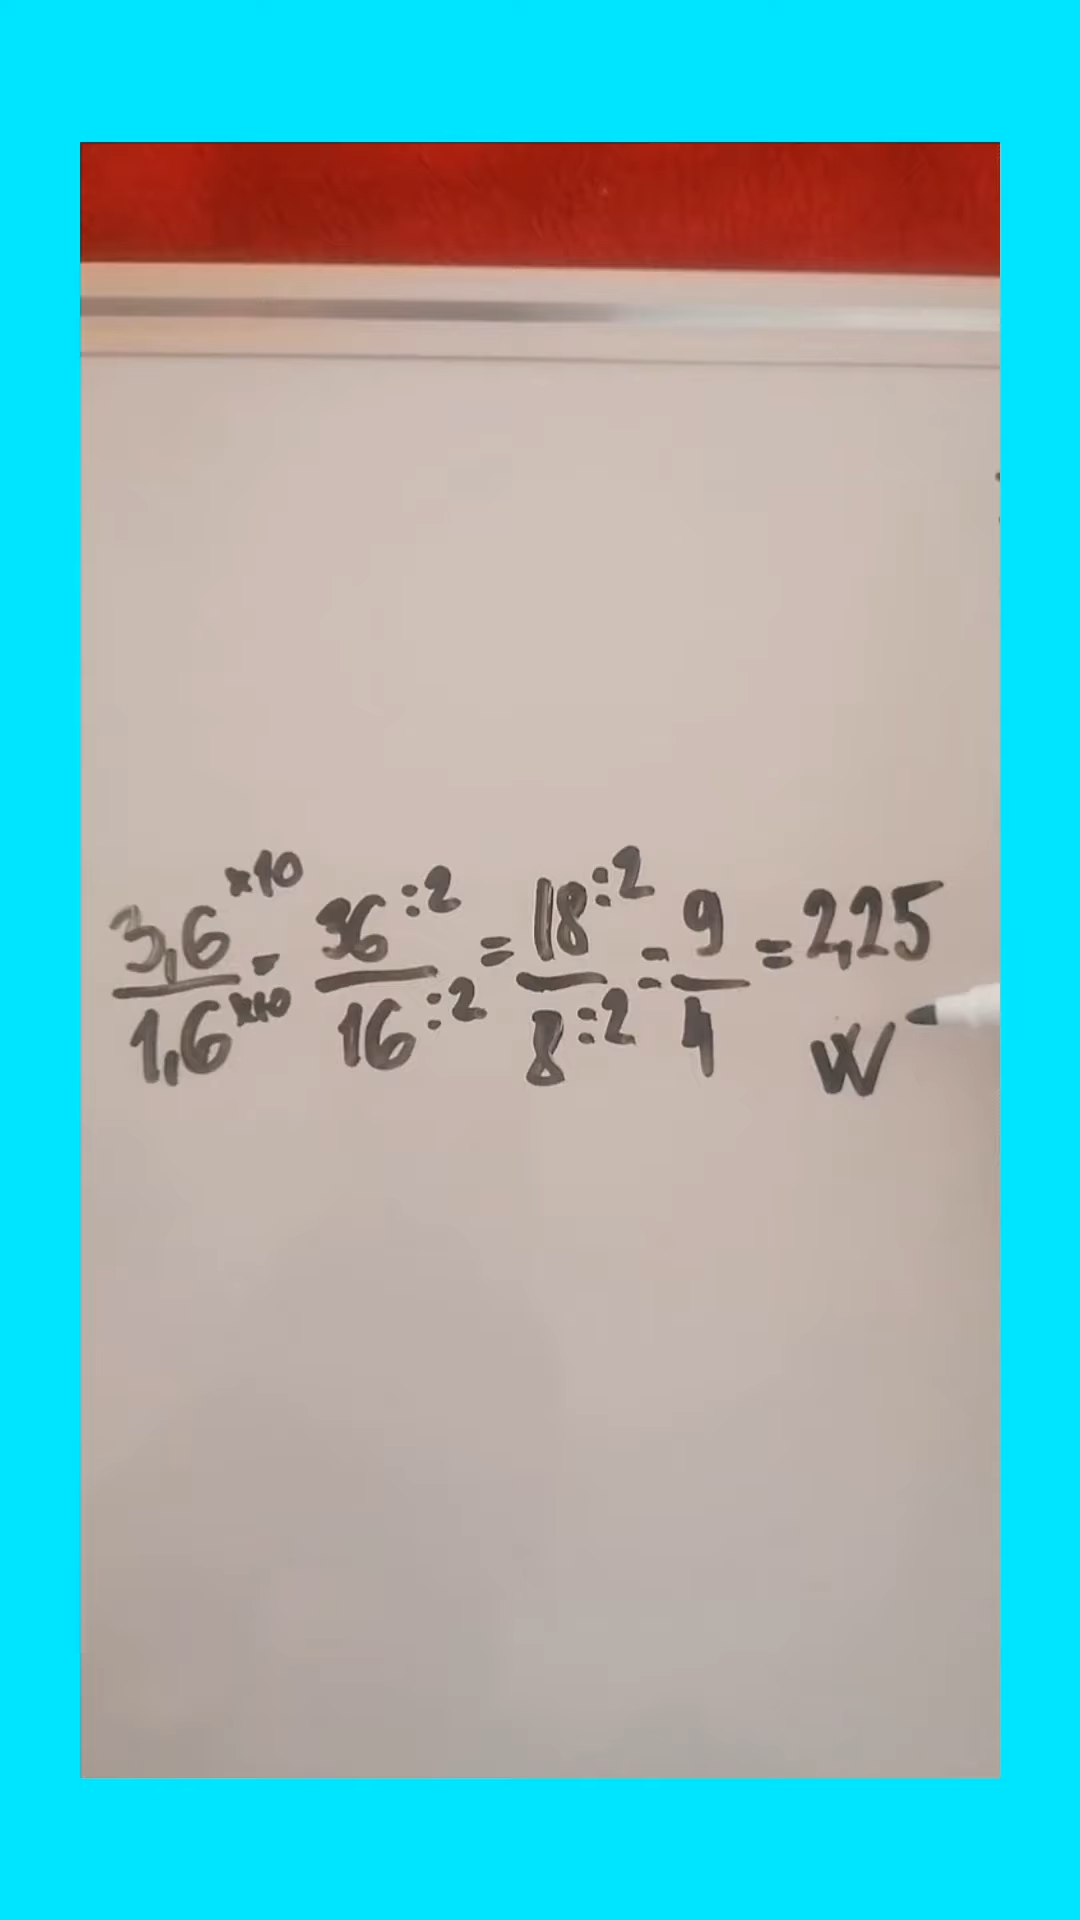 3,6 ×10 / 1,6 ×10 = 36 :2 / 16 :2 = 18 :2 / 8 :2 = 9 / 4 = 2,25
W